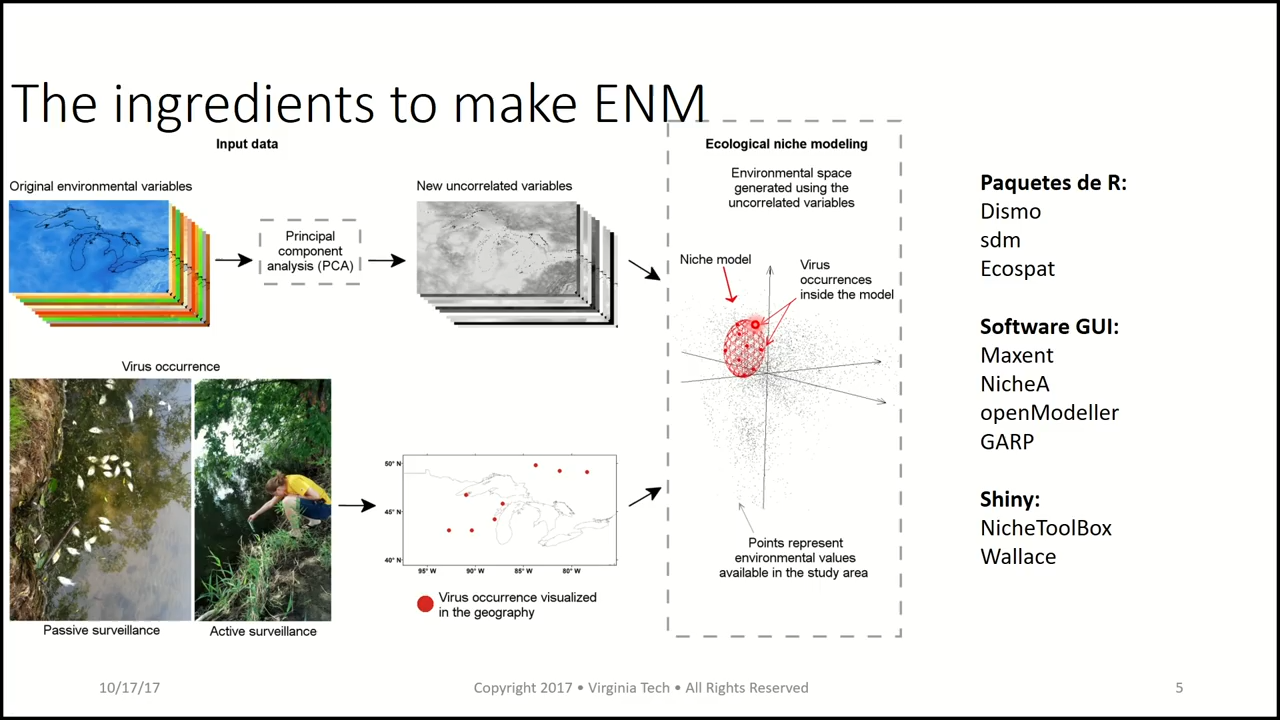 The ingredients to make ENM
Input data
Original environmental variables
Principal
component
analysis (PCA)
New uncorrelated variables
Virus occurrence
Passive surveillance
Active surveillance
50° N
45° N
40° N
95° W
90° W
85° W
80° W
Virus occurrence visualized
in the geography
Ecological niche modeling
Environmental space
generated using the
uncorrelated variables
Niche model
Virus
occurrences
inside the model
Points represent
environmental values
available in the study area
Paquetes de R:
Dismo
sdm
Ecospat
Software GUI:
Maxent
NicheA
openModeller
GARP
Shiny:
NicheToolBox
Wallace
10/17/17
Copyright 2017 • Virginia Tech • All Rights Reserved
5